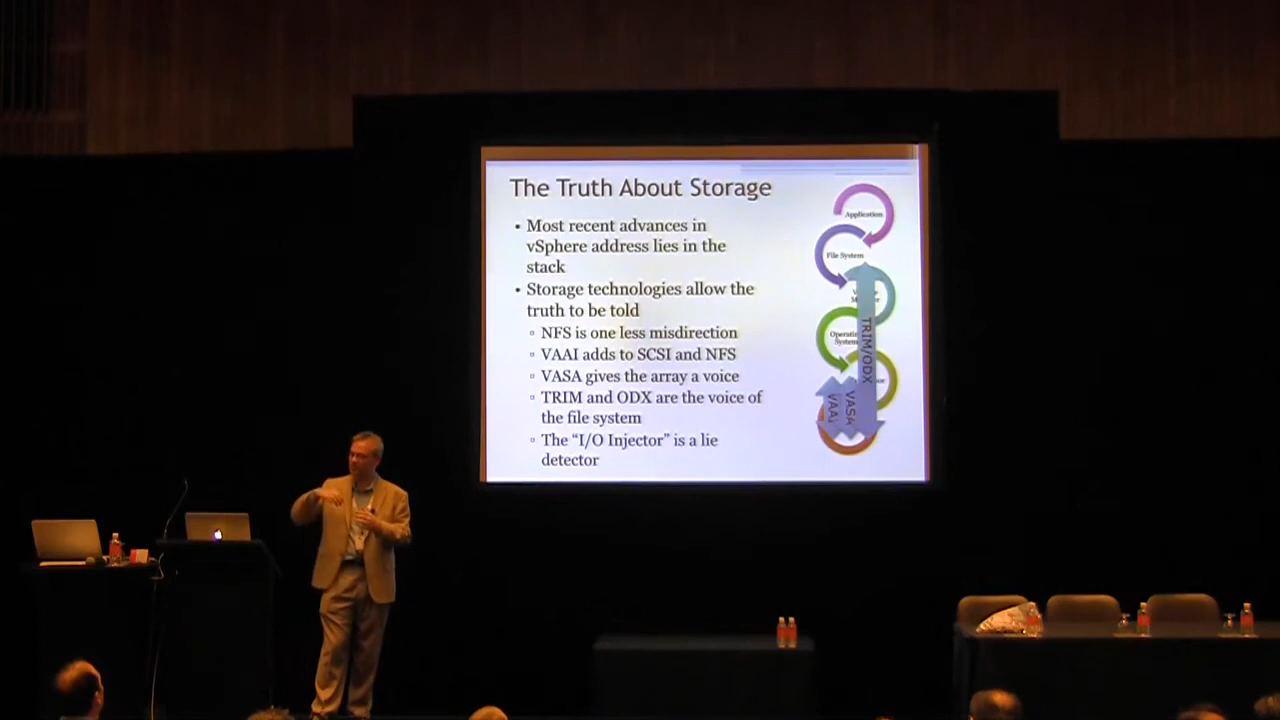 The Truth About Storage
• Most recent advances in
vSphere address lies in the
stack
• Storage technologies allow the
truth to be told
▫ NFS is one less misdirection
▫ VAAI adds to SCSI and NFS
▫ VASA gives the array a voice
▫ TRIM and ODX are the voice of
the file system
▫ The “I/O Injector” is a lie
detector
Application
File System
System
TRIM/ODX
VASA
VAAI